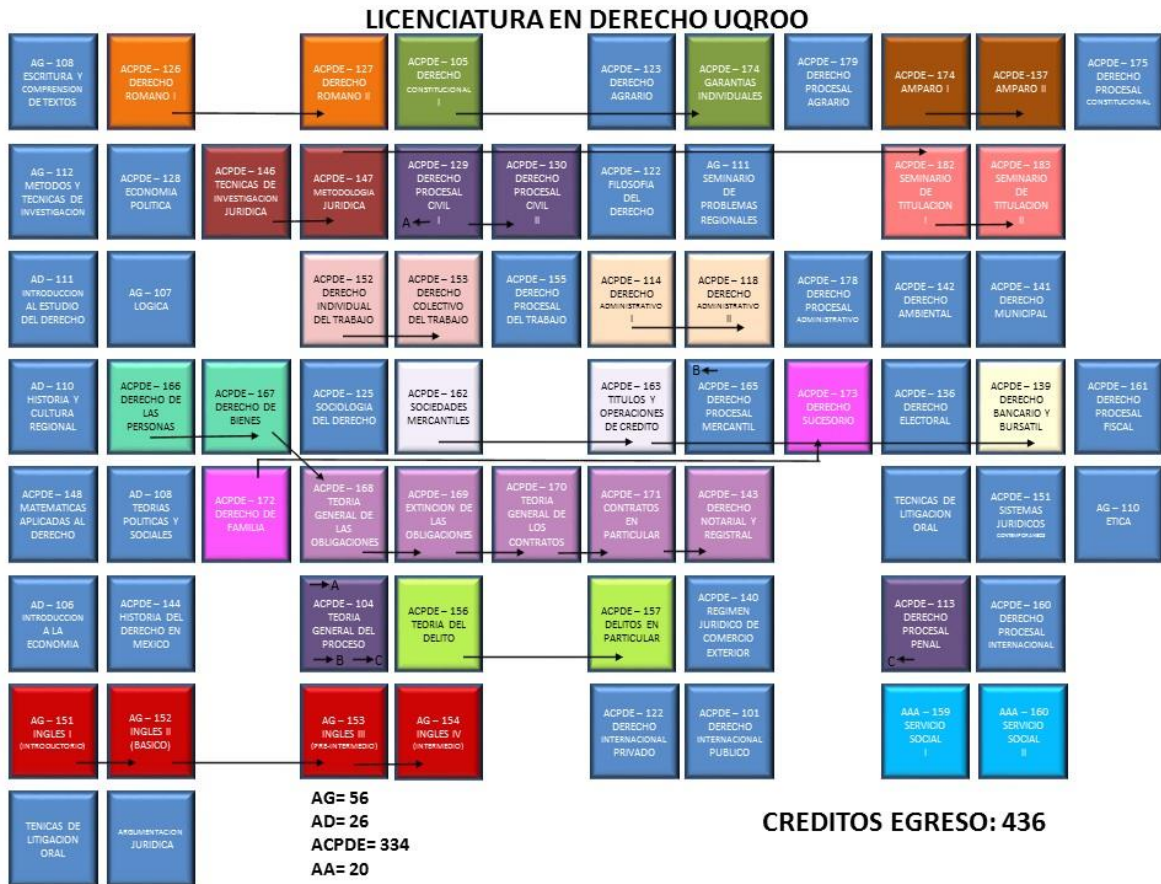 LICENCIATURA EN DERECHO UQROO
AG – 108
ESCRITURA Y
COMPRENSION
DE TEXTOS
ACPDE – 126
DERECHO
ROMANO I
ACPDE – 127
DERECHO
ROMANO II
ACPDE – 105
DERECHO
CONSTITUCIONAL
I
ACPDE – 123
DERECHO
AGRARIO
ACPDE – 174
GARANTIAS
INDIVIDUALES
ACPDE – 179
DERECHO
PROCESAL
AGRARIO
ACPDE – 174
AMPARO I
ACPDE -137
AMPARO II
ACPDE – 175
DERECHO
PROCESAL
CONSTITUCIONAL
AG – 112
METODOS Y
TECNICAS DE
INVESTIGACION
ACPDE – 128
ECONOMIA
POLITICA
ACPDE – 146
TECNICAS DE
INVESTIGACION
JURIDICA
ACPDE – 147
METODOLOGIA
JURIDICA
ACPDE – 129
DERECHO
PROCESAL
CIVIL
I
A
ACPDE – 130
DERECHO
PROCESAL
CIVIL
II
ACPDE – 122
FILOSOFIA
DEL
DERECHO
AG – 111
SEMINARIO
DE
PROBLEMAS
REGIONALES
ACPDE – 182
SEMINARIO
DE
TITULACION
I
ACPDE – 183
SEMINARIO
DE
TITULACION
II
AD – 111
INTRODUCCION
AL ESTUDIO
DEL DERECHO
AG – 107
LOGICA
ACPDE – 152
DERECHO
INDIVIDUAL
DEL TRABAJO
ACPDE – 153
DERECHO
COLECTIVO
DEL TRABAJO
ACPDE – 155
DERECHO
PROCESAL
DEL TRABAJO
ACPDE – 114
DERECHO
ADMINISTRATIVO
I
ACPDE – 118
DERECHO
ADMINISTRATIVO
II
ACPDE – 178
DERECHO
PROCESAL
ADMINISTRATIVO
ACPDE – 142
DERECHO
AMBIENTAL
ACPDE – 141
DERECHO
MUNICIPAL
AD – 110
HISTORIA Y
CULTURA
REGIONAL
ACPDE – 166
DERECHO DE
LAS
PERSONAS
ACPDE – 167
DERECHO DE
BIENES
ACPDE – 125
SOCIOLOGIA
DEL DERECHO
ACPDE – 162
SOCIEDADES
MERCANTILES
ACPDE – 163
TITULOS Y
OPERACIONES
DE CREDITO
B
ACPDE – 165
DERECHO
PROCESAL
MERCANTIL
ACPDE – 173
DERECHO
SUCESORIO
ACPDE – 136
DERECHO
ELECTORAL
ACPDE – 139
DERECHO
BANCARIO Y
BURSATIL
ACPDE – 161
DERECHO
PROCESAL
FISCAL
ACPDE – 148
MATEMATICAS
APLICADAS AL
DERECHO
AD – 108
TEORIAS
POLITICAS Y
SOCIALES
ACPDE – 172
DERECHO DE
FAMILIA
ACPDE – 168
TEORIA
GENERAL DE
LAS
OBLIGACIONES
ACPDE – 169
EXTINCION DE
LAS
OBLIGACIONES
ACPDE – 170
TEORIA
GENERAL DE
LOS
CONTRATOS
ACPDE – 171
CONTRATOS
EN
PARTICULAR
ACPDE – 143
DERECHO
NOTARIAL Y
REGISTRAL
TECNICAS DE
LITIGACION
ORAL
ACPDE – 151
SISTEMAS
JURIDICOS
CONTEMPORANEOS
AG – 110
ETICA
AD – 106
INTRODUCCION
A LA
ECONOMIA
ACPDE – 144
HISTORIA DEL
DERECHO EN
MEXICO
A
ACPDE – 104
TEORIA
GENERAL DEL
PROCESO
B C
ACPDE – 156
TEORIA DEL
DELITO
ACPDE – 157
DELITOS EN
PARTICULAR
ACPDE – 140
REGIMEN
JURIDICO DE
COMERCIO
EXTERIOR
ACPDE – 113
DERECHO
PROCESAL
PENAL
C
ACPDE – 160
DERECHO
PROCESAL
INTERNACIONAL
AG – 151
INGLES I
(INTRODUCTORIO)
AG – 152
INGLES II
(BASICO)
AG – 153
INGLES III
(PRE-INTERMEDIO)
AG – 154
INGLES IV
(INTERMEDIO)
ACPDE – 122
DERECHO
INTERNACIONAL
PRIVADO
ACPDE – 101
DERECHO
INTERNACIONAL
PUBLICO
AAA – 159
SERVICIO
SOCIAL
I
AAA – 160
SERVICIO
SOCIAL
II
TENICAS DE
LITIGACION
ORAL
ARGUMENTACION
JURIDICA
AG= 56
AD= 26
ACPDE= 334
AA= 20
CREDITOS EGRESO: 436